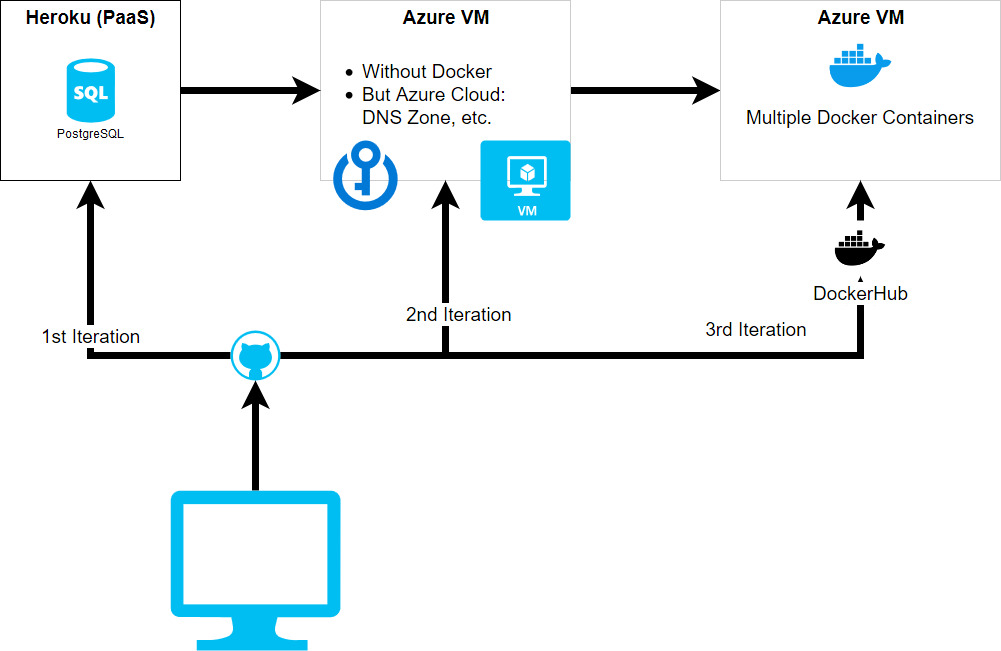 Heroku (PaaS)
SQL
PostgreSQL
Azure VM
Without Docker
But Azure Cloud:
DNS Zone, etc.
VM
Azure VM
Multiple Docker Containers
DockerHub
1st Iteration
2nd Iteration
3rd Iteration